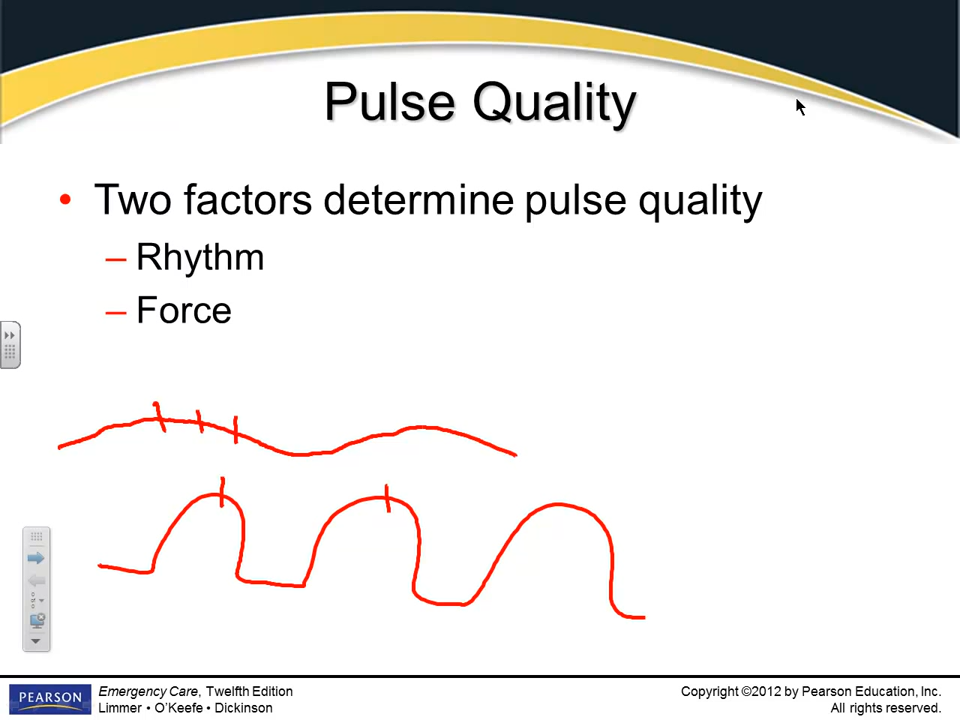 Pulse Quality
• Two factors determine pulse quality
– Rhythm
– Force
PEARSON
Emergency Care, Twelfth Edition
Limmer • O'Keefe • Dickinson
Copyright ©2012 by Pearson Education, Inc.
All rights reserved.